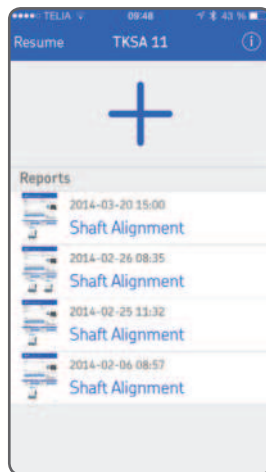 TELIA 09:48 43 %
Resume TKSA 11
Reports
2014-03-20 15:00
Shaft Alignment
2014-02-26 08:35
Shaft Alignment
2014-02-25 11:32
Shaft Alignment
2014-02-06 08:57
Shaft Alignment